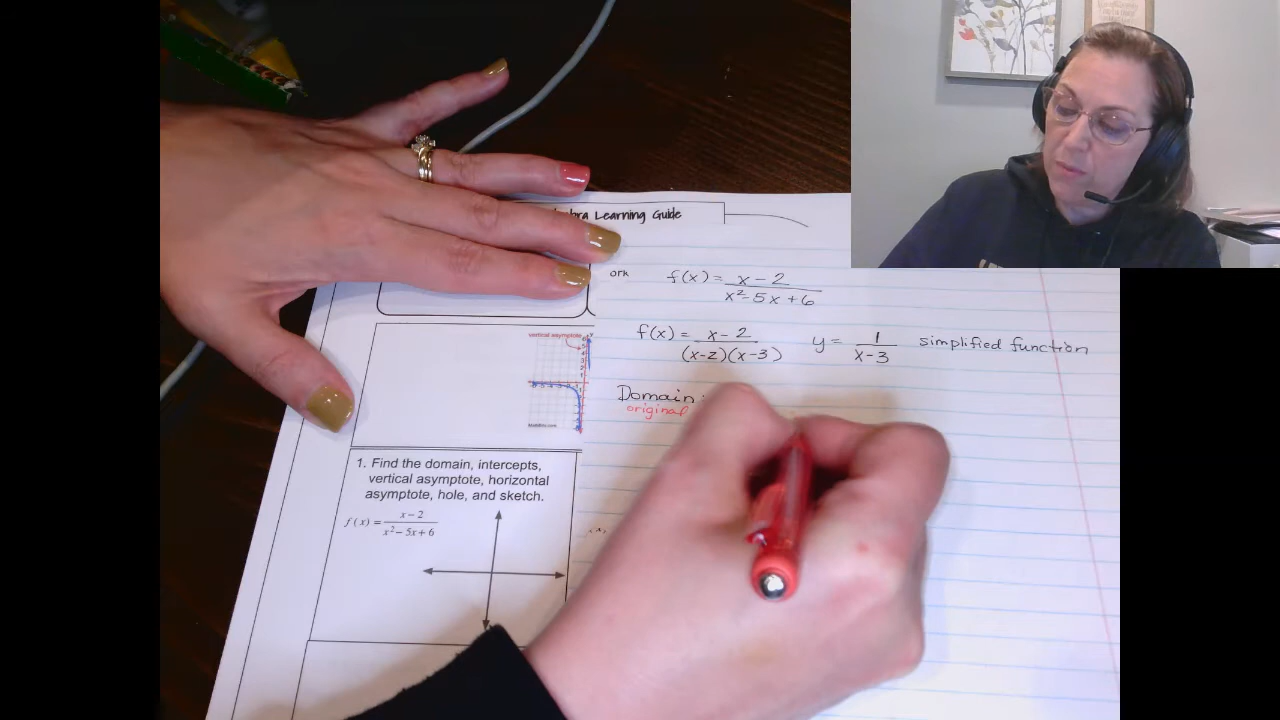 Learning Guide
ork
f(x) = x-2 / x²-5x+6
f(x) = x-2 / (x-2)(x-3)   y = 1 / x-3   simplified function
Domain:
original
vertical asymptote
1. Find the domain, intercepts,
vertical asymptote, horizontal
asymptote, hole, and sketch.
f(x) = x-2 / x²-5x+6